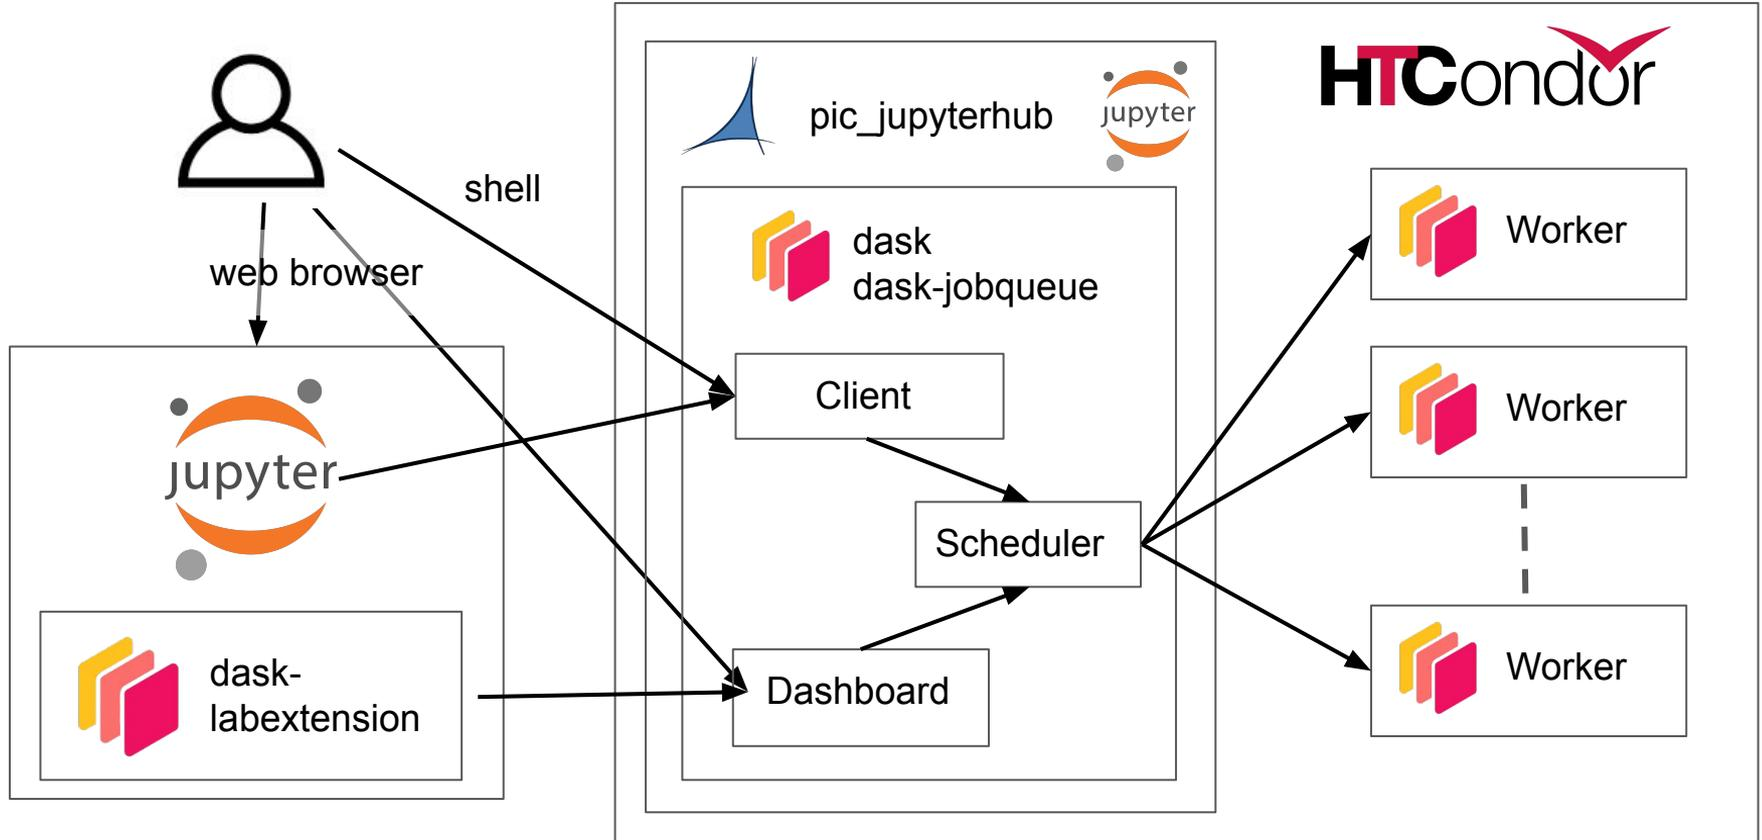 shell
web browser
jupyter
dask-
labextension
pic_jupyterhub
jupyter
dask
dask-jobqueue
Client
Scheduler
Dashboard
HTCondor
Worker
Worker
Worker